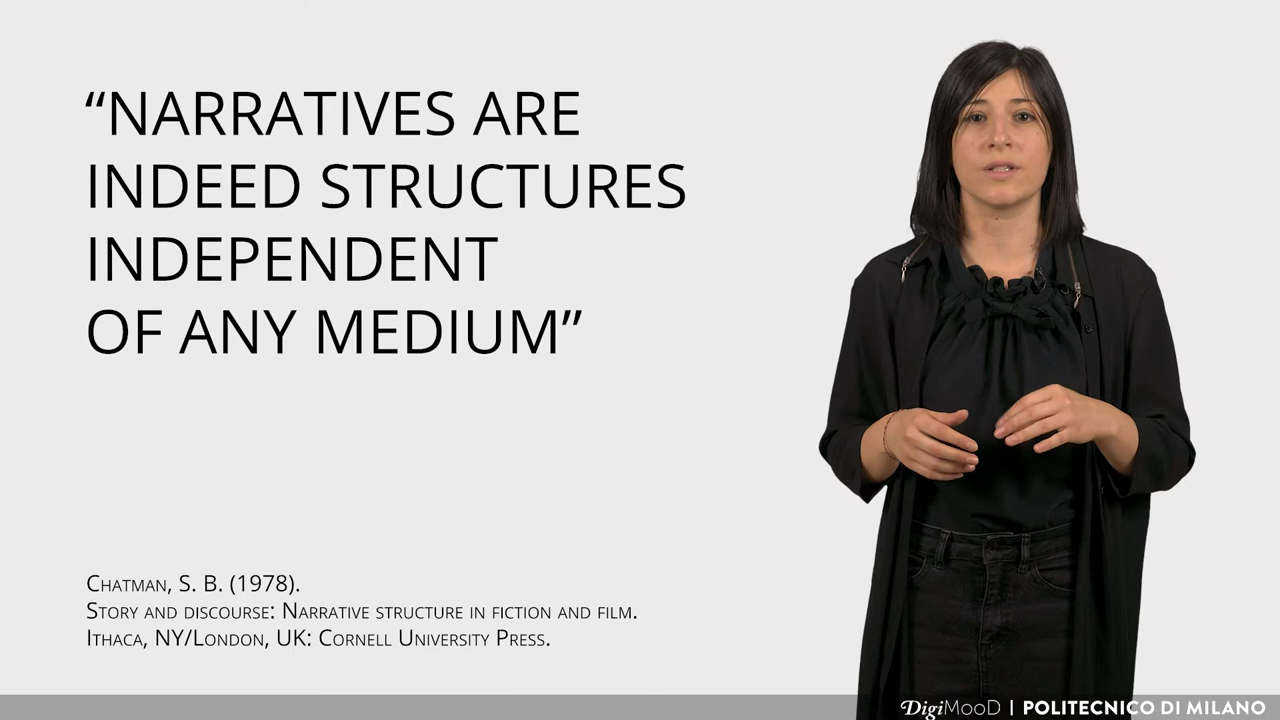 “NARRATIVES ARE
INDEED STRUCTURES
INDEPENDENT
OF ANY MEDIUM”
Chatman, S. B. (1978).
Story and discourse: Narrative structure in fiction and film.
Ithaca, NY/London, UK: Cornell University Press.
DigiMooD | POLITECNICO DI MILANO